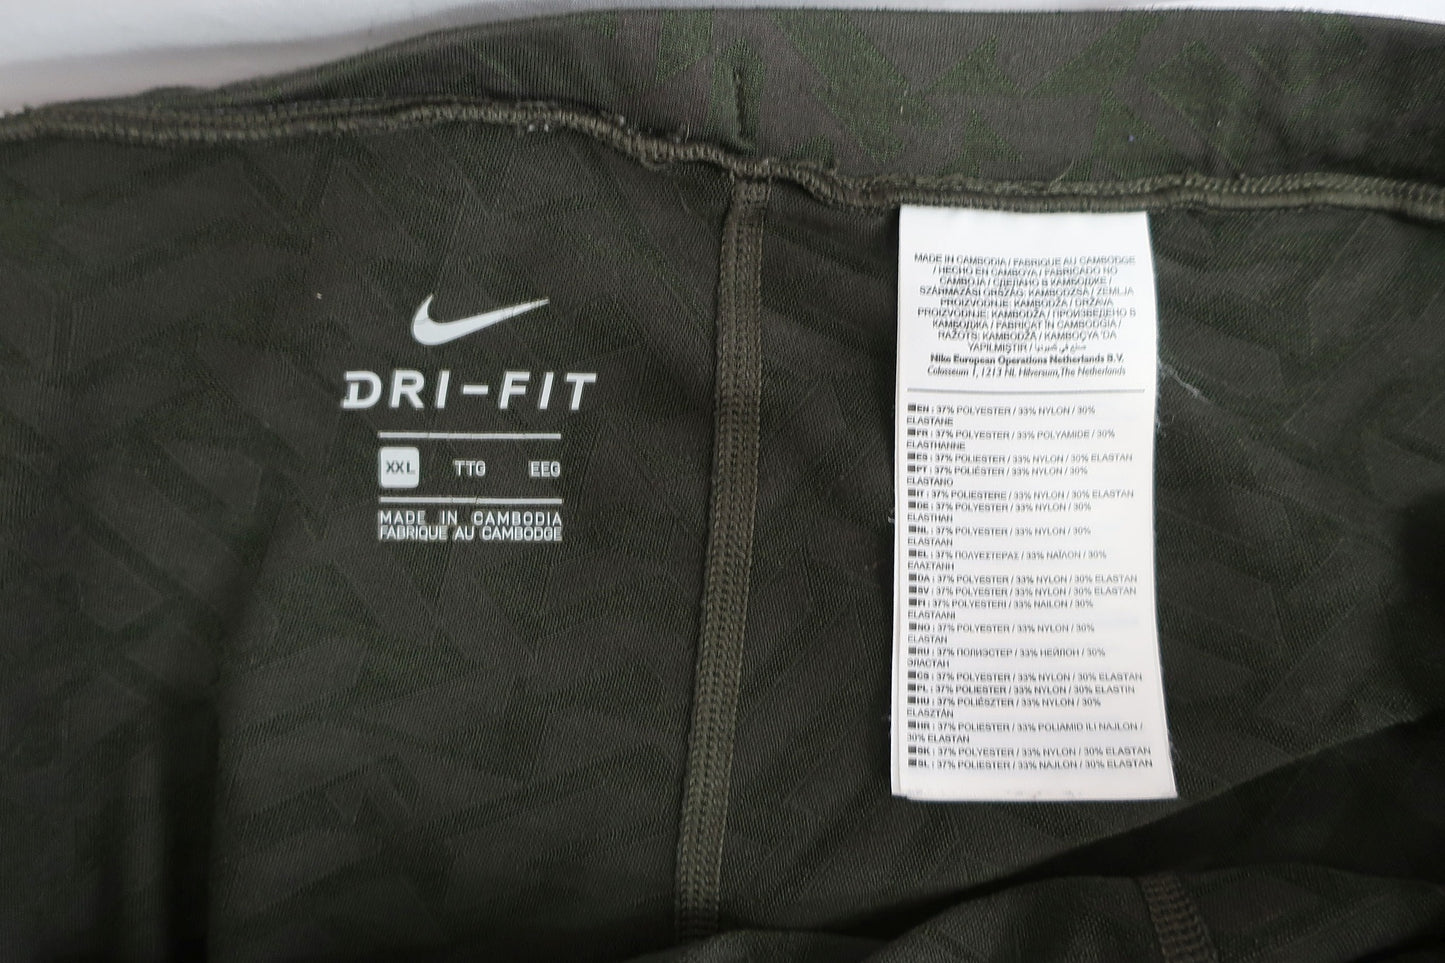 DRI-FIT
XXL TTG EEG
MADE IN CAMBODIA
FABRIQUE AU CAMBODGE
MADE IN CAMBODIA / FABRIQUE AU CAMBODGE
/ HECHO EN CAMBOYA / FABRICADO NO
CAMBOJA / СДЕЛАНО В КАМБОДЖЕ /
SZÁRMAZÁSI ORSZÁG: KAMBODZSA / ZEMLJA
PROIZVODNJE: KAMBODŽA / DRŽAVA
PROIZVODNJE: KAMBODŽA / ПРОИЗВЕДЕНО В
КАМБОДЖА / FABRICAT ÎN CAMBODGIA /
RAŽOTS: KAMBODŽA / KAMBOÇYA 'DA
YAPILMIŞTIR /
Nike European Operations Netherlands B.V.
Colosseum 1, 1213 NL Hilversum, The Netherlands
EN : 37% POLYESTER / 33% NYLON / 30%
ELASTANE
FR : 37% POLYESTER / 33% POLYAMIDE / 30%
ELASTHANNE
ES : 37% POLIESTER / 33% NYLON / 30% ELASTAN
PT : 37% POLIÉSTER / 33% NYLON / 30%
ELASTANO
IT : 37% POLIESTERE / 33% NYLON / 30% ELASTAN
DE : 37% POLYESTER / 33% NYLON / 30%
ELASTHAN
NL : 37% POLYESTER / 33% NYLON / 30%
ELASTAAN
EL : 37% ΠΟΛΥΕΣΤΕΡΑΣ / 33% ΝΑΪΛΟΝ / 30%
ΕΛΑΣΤΑΝΗ
DA : 37% POLYESTER / 33% NYLON / 30% ELASTAN
SV : 37% POLYESTER / 33% NYLON / 30% ELASTAN
FI : 37% POLYESTERI / 33% NAILON / 30%
ELASTAANI
NO : 37% POLYESTER / 33% NYLON / 30%
ELASTAN
RU : 37% ПОЛИЭСТЕР / 33% НЕЙЛОН / 30%
ЭЛАСТАН
CS : 37% POLYESTER / 33% NYLON / 30% ELASTAN
PL : 37% POLIESTER / 33% NYLON / 30% ELASTIN
HU : 37% POLIÉSZTER / 33% NYLON / 30%
ELASZTÁN
HR : 37% POLIESTER / 33% POLIAMID ILI NAJLON /
30% ELASTAN
SK : 37% POLYESTER / 33% NYLON / 30% ELASTAN
SL : 37% POLIESTER / 33% NAJLON / 30% ELASTAN